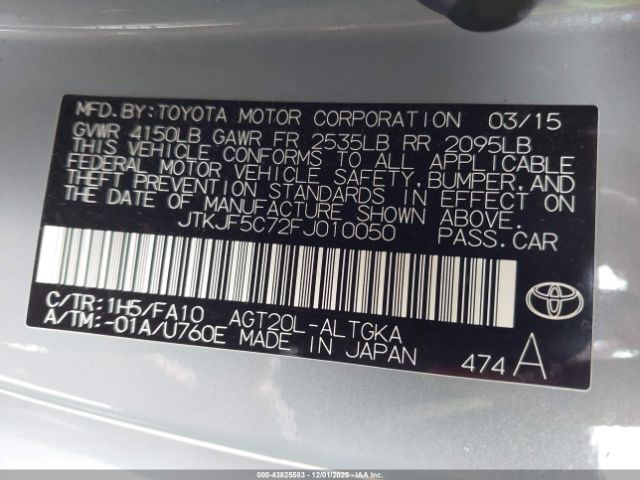 MFD.BY:TOYOTA MOTOR CORPORATION 03/15
GVWR 4150LB GAWR FR 2535LB RR 2095LB
THIS VEHICLE CONFORMS TO ALL APPLICABLE
FEDERAL MOTOR VEHICLE SAFETY,BUMPER,AND
THEFT PREVENTION STANDARDS IN EFFECT ON
THE DATE OF MANUFACTURE SHOWN ABOVE.
JTKJF5C72FJ010050 PASS.CAR
C/TR:1H5/FA10 AGT20L-ALTGKA
A/TM:-01A/U760E MADE IN JAPAN 474A
000-43825583 | 12/01/2025 - IAAI.COM